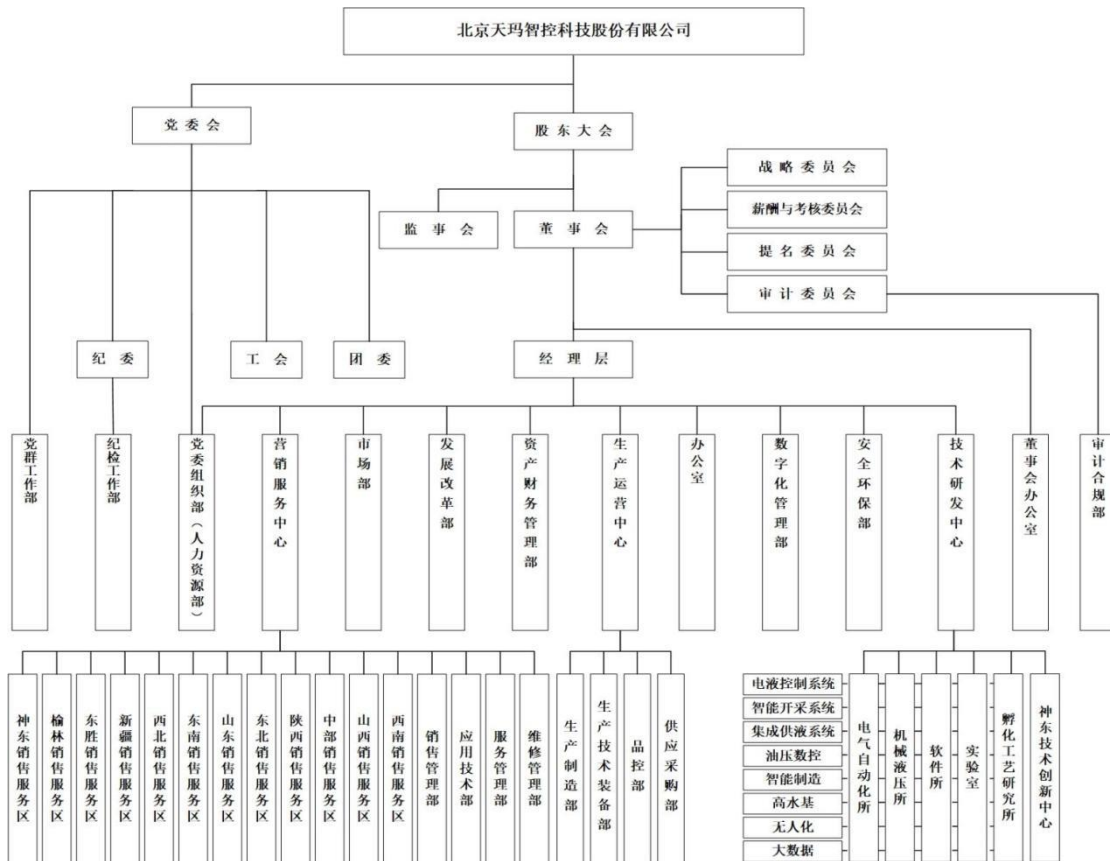 北京天玛智控科技股份有限公司
党委会
股东大会
战略委员会
薪酬与考核委员会
提名委员会
审计委员会
监事会
董事会
纪委
工会
团委
经理层
党群工作部
纪检工作部
党委组织部（人力资源部）
营销服务中心
市场部
发展改革部
资产财务管理部
生产运营中心
办公室
数字化管理部
安全环保部
技术研发中心
董事会办公室
审计合规部
神东销售服务区
榆林销售服务区
东胜销售服务区
新疆销售服务区
西北销售服务区
东南销售服务区
山东销售服务区
东北销售服务区
陕西销售服务区
中部销售服务区
山西销售服务区
西南销售服务区
销售管理部
应用技术部
服务管理部
维修管理部
生产制造部
生产技术装备部
品控部
供应采购部
电液控制系统
智能开采系统
集成供液系统
油压数控
智能制造
高水基
无人化
大数据
电气自动化所
机械液压所
软件所
实验室
孵化工艺研究所
神东技术创新中心